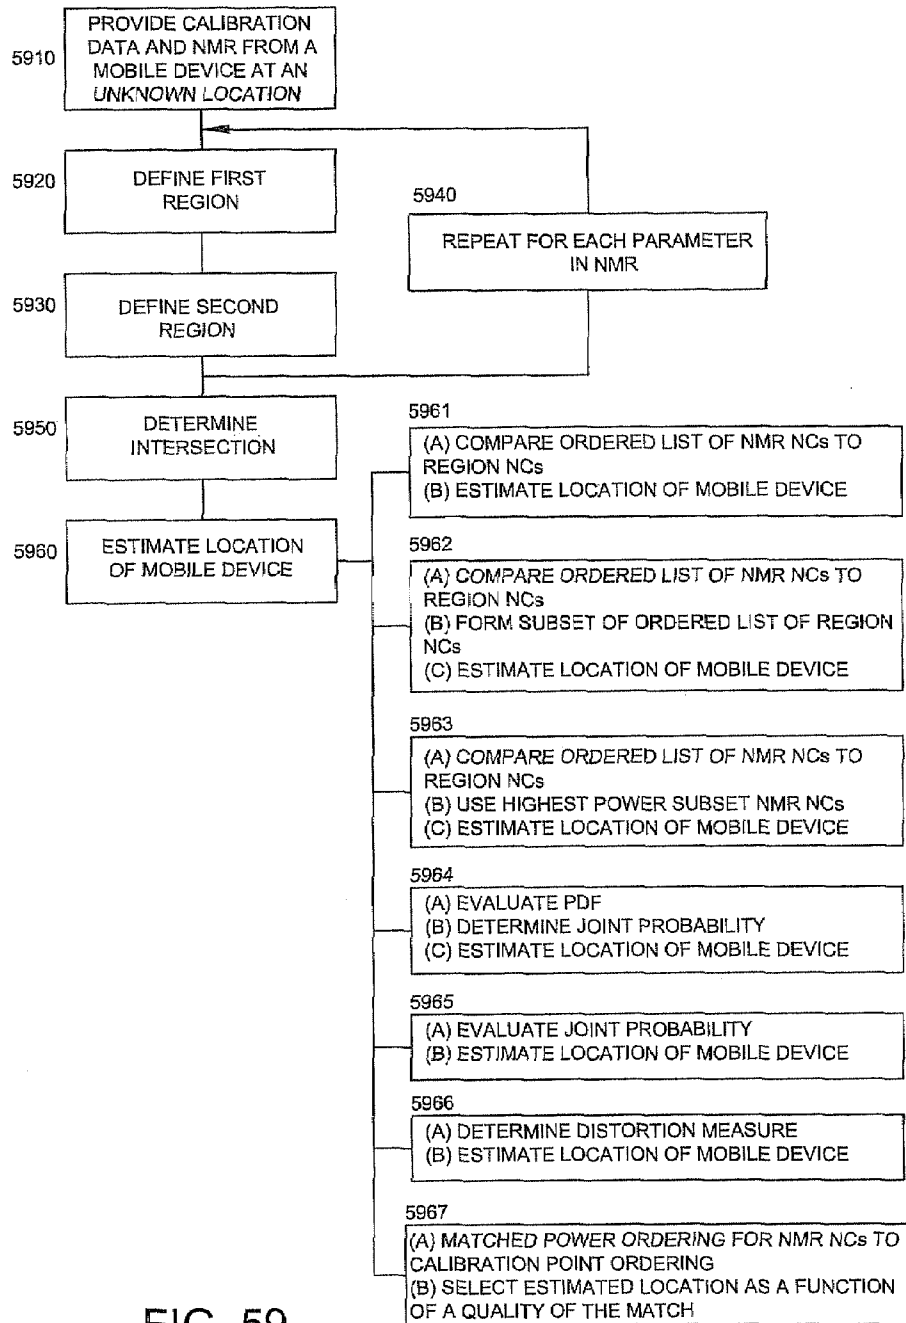 5910
PROVIDE CALIBRATION
DATA AND NMR FROM A
MOBILE DEVICE AT AN
UNKNOWN LOCATION
5920
DEFINE FIRST
REGION
5940
REPEAT FOR EACH PARAMETER
IN NMR
5930
DEFINE SECOND
REGION
5950
DETERMINE
INTERSECTION
5960
ESTIMATE LOCATION
OF MOBILE DEVICE
5961
(A) COMPARE ORDERED LIST OF NMR NCs TO
REGION NCs
(B) ESTIMATE LOCATION OF MOBILE DEVICE
5962
(A) COMPARE ORDERED LIST OF NMR NCs TO
REGION NCs
(B) FORM SUBSET OF ORDERED LIST OF REGION
NCs
(C) ESTIMATE LOCATION OF MOBILE DEVICE
5963
(A) COMPARE ORDERED LIST OF NMR NCs TO
REGION NCs
(B) USE HIGHEST POWER SUBSET NMR NCs
(C) ESTIMATE LOCATION OF MOBILE DEVICE
5964
(A) EVALUATE PDF
(B) DETERMINE JOINT PROBABILITY
(C) ESTIMATE LOCATION OF MOBILE DEVICE
5965
(A) EVALUATE JOINT PROBABILITY
(B) ESTIMATE LOCATION OF MOBILE DEVICE
5966
(A) DETERMINE DISTORTION MEASURE
(B) ESTIMATE LOCATION OF MOBILE DEVICE
5967
(A) MATCHED POWER ORDERING FOR NMR NCs TO
CALIBRATION POINT ORDERING
(B) SELECT ESTIMATED LOCATION AS A FUNCTION
OF A QUALITY OF THE MATCH
FIG. 59